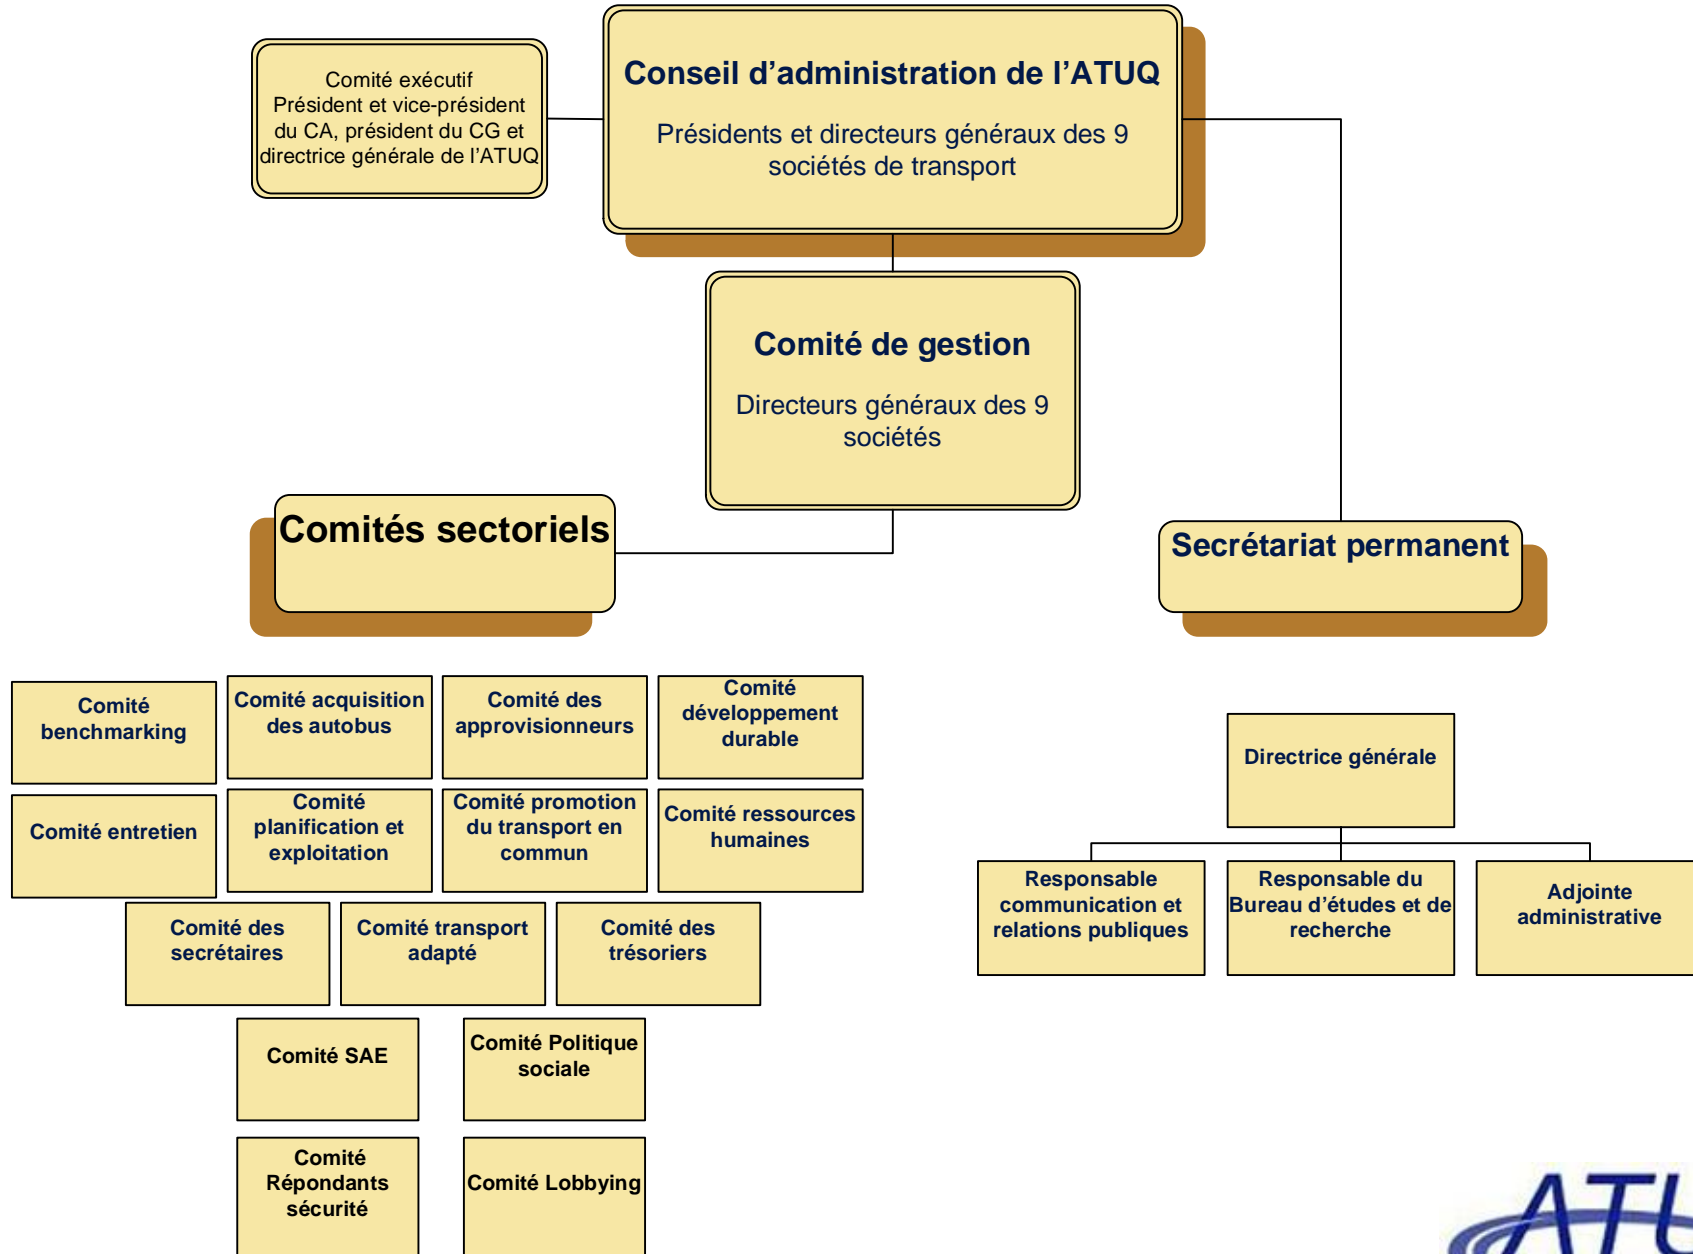 Comité exécutif
Président et vice-président
du CA, président du CG et
directrice générale de l'ATUQ
Conseil d'administration de l'ATUQ
Présidents et directeurs généraux des 9
sociétés de transport
Comité de gestion
Directeurs généraux des 9
sociétés
Comités sectoriels
Secrétariat permanent
Comité
benchmarking
Comité acquisition
des autobus
Comité des
approvisionneurs
Comité
développement
durable
Comité entretien
Comité
planification et
exploitation
Comité promotion
du transport en
commun
Comité ressources
humaines
Comité des
secrétaires
Comité transport
adapté
Comité des
trésoriers
Comité SAE
Comité Politique
sociale
Comité
Répondants
sécurité
Comité Lobbying
Directrice générale
Responsable
communication et
relations publiques
Responsable du
Bureau d'études et de
recherche
Adjointe
administrative
ATU